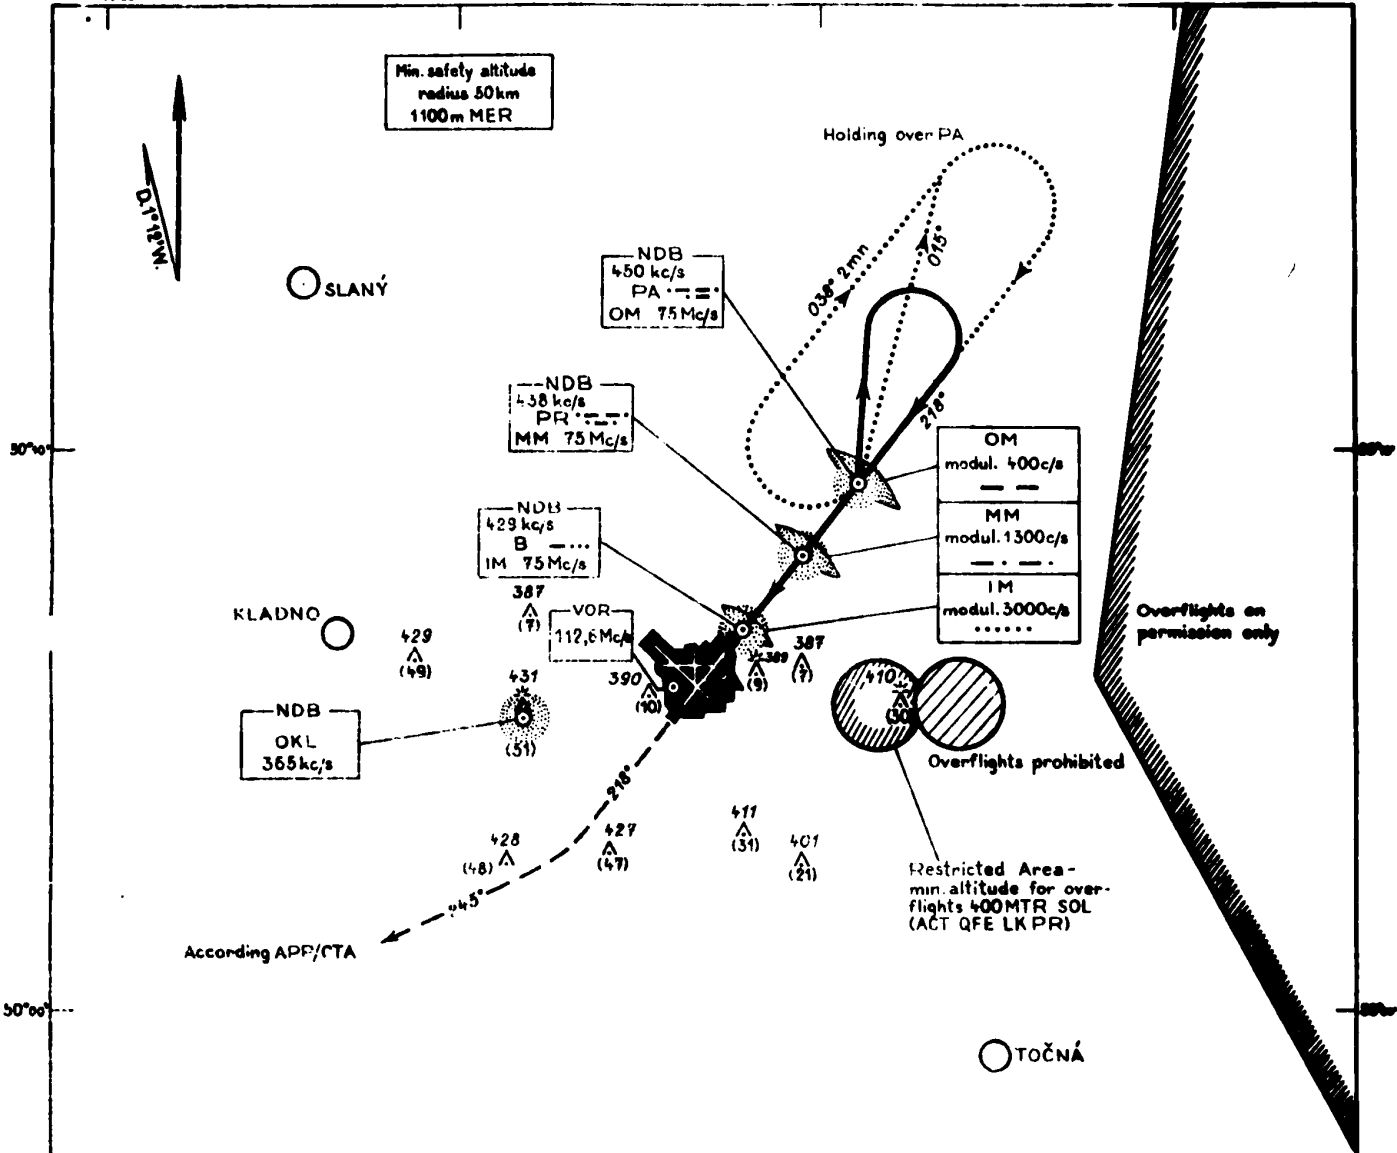 Min. safety altitude
radius 50km
1100m MER
Holding over PA
D.1°12'W.
SLANÝ
NDB
450 kc/s
PA
OM 75Mc/s
038° 2mn
015°
218°
NDB
438 kc/s
PR
MM 75Mc/s
OM
modul. 400c/s
MM
modul. 1300c/s
IM
modul. 3000c/s
NDB
429 kc/s
B
IM 75Mc/s
50°10'
KLADNO
387
(7)
VOR
112,6Mc/s
429
(49)
431
(51)
390
(10)
389
(9)
387
(7)
410
(30)
Overflights on
permission only
Overflights prohibited
NDB
OKL
365kc/s
218°
428
(48)
427
(47)
411
(31)
401
(21)
Restricted Area-
min. altitude for over-
flights 400MTR SOL
(ACT QFE LKPR)
245°
According APP/CTA
50°00'
TOČNÁ